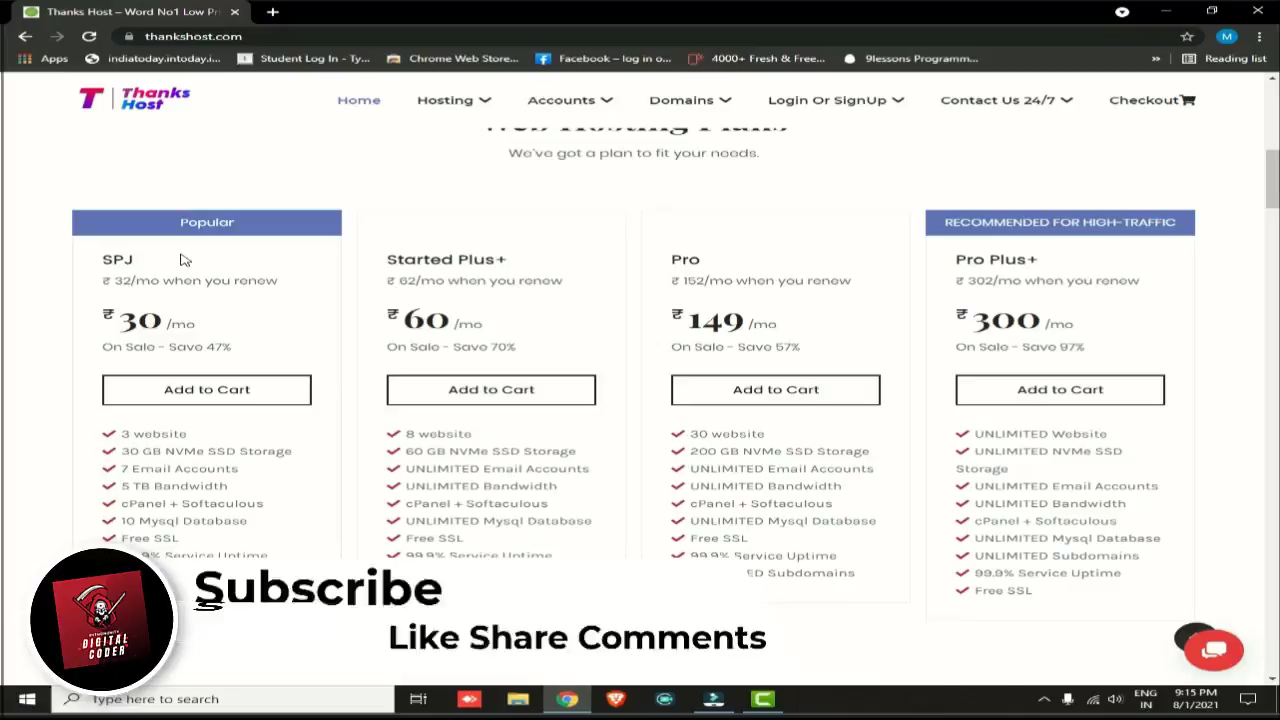 Thanks Host – Word No1 Low Pri
thankshost.com
Apps
indiatoday.intoday.i...
Student Log In - Ty...
Chrome Web Store...
Facebook – log in o...
4000+ Fresh & Free...
9lessons Programm...
»
Reading list
T | Thanks Host
Home
Hosting
Accounts
Domains
Login Or SignUp
Contact Us 24/7
Checkout
Web Hosting Plans
We've got a plan to fit your needs.
Popular
SPJ
₹ 32/mo when you renew
₹ 30 /mo
On Sale - Save 47%
Add to Cart
3 website
30 GB NVMe SSD Storage
7 Email Accounts
5 TB Bandwidth
cPanel + Softaculous
10 Mysql Database
Free SSL
Service Uptime
Started Plus+
₹ 62/mo when you renew
₹ 60 /mo
On Sale - Save 70%
Add to Cart
8 website
60 GB NVMe SSD Storage
UNLIMITED Email Accounts
UNLIMITED Bandwidth
cPanel + Softaculous
UNLIMITED Mysql Database
Free SSL
99.9% Service Uptime
Pro
₹ 152/mo when you renew
₹ 149 /mo
On Sale - Save 57%
Add to Cart
30 website
200 GB NVMe SSD Storage
UNLIMITED Email Accounts
UNLIMITED Bandwidth
cPanel + Softaculous
UNLIMITED Mysql Database
Free SSL
99.9% Service Uptime
Subdomains
RECOMMENDED FOR HIGH-TRAFFIC
Pro Plus+
₹ 302/mo when you renew
₹ 300 /mo
On Sale - Save 97%
Add to Cart
UNLIMITED Website
UNLIMITED NVMe SSD
Storage
UNLIMITED Email Accounts
UNLIMITED Bandwidth
cPanel + Softaculous
UNLIMITED Mysql Database
UNLIMITED Subdomains
99.9% Service Uptime
Free SSL
DIGITAL
CODER
Subscribe
Like Share Comments
Type here to search
ENG
IN
9:15 PM
8/1/2021
M